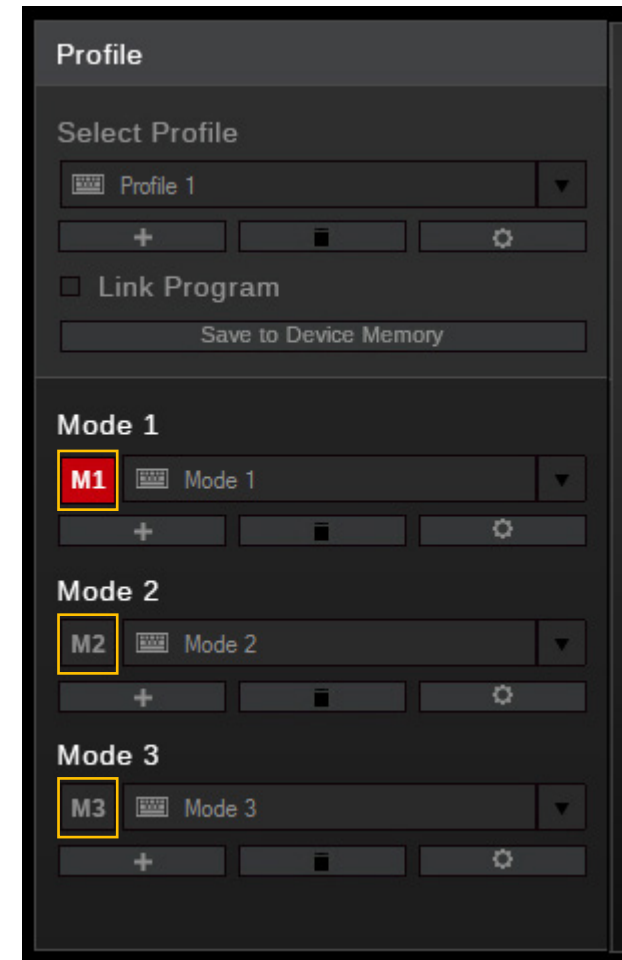 Profile
Select Profile
Profile 1
Link Program
Save to Device Memory
Mode 1
M1 Mode 1
Mode 2
M2 Mode 2
Mode 3
M3 Mode 3